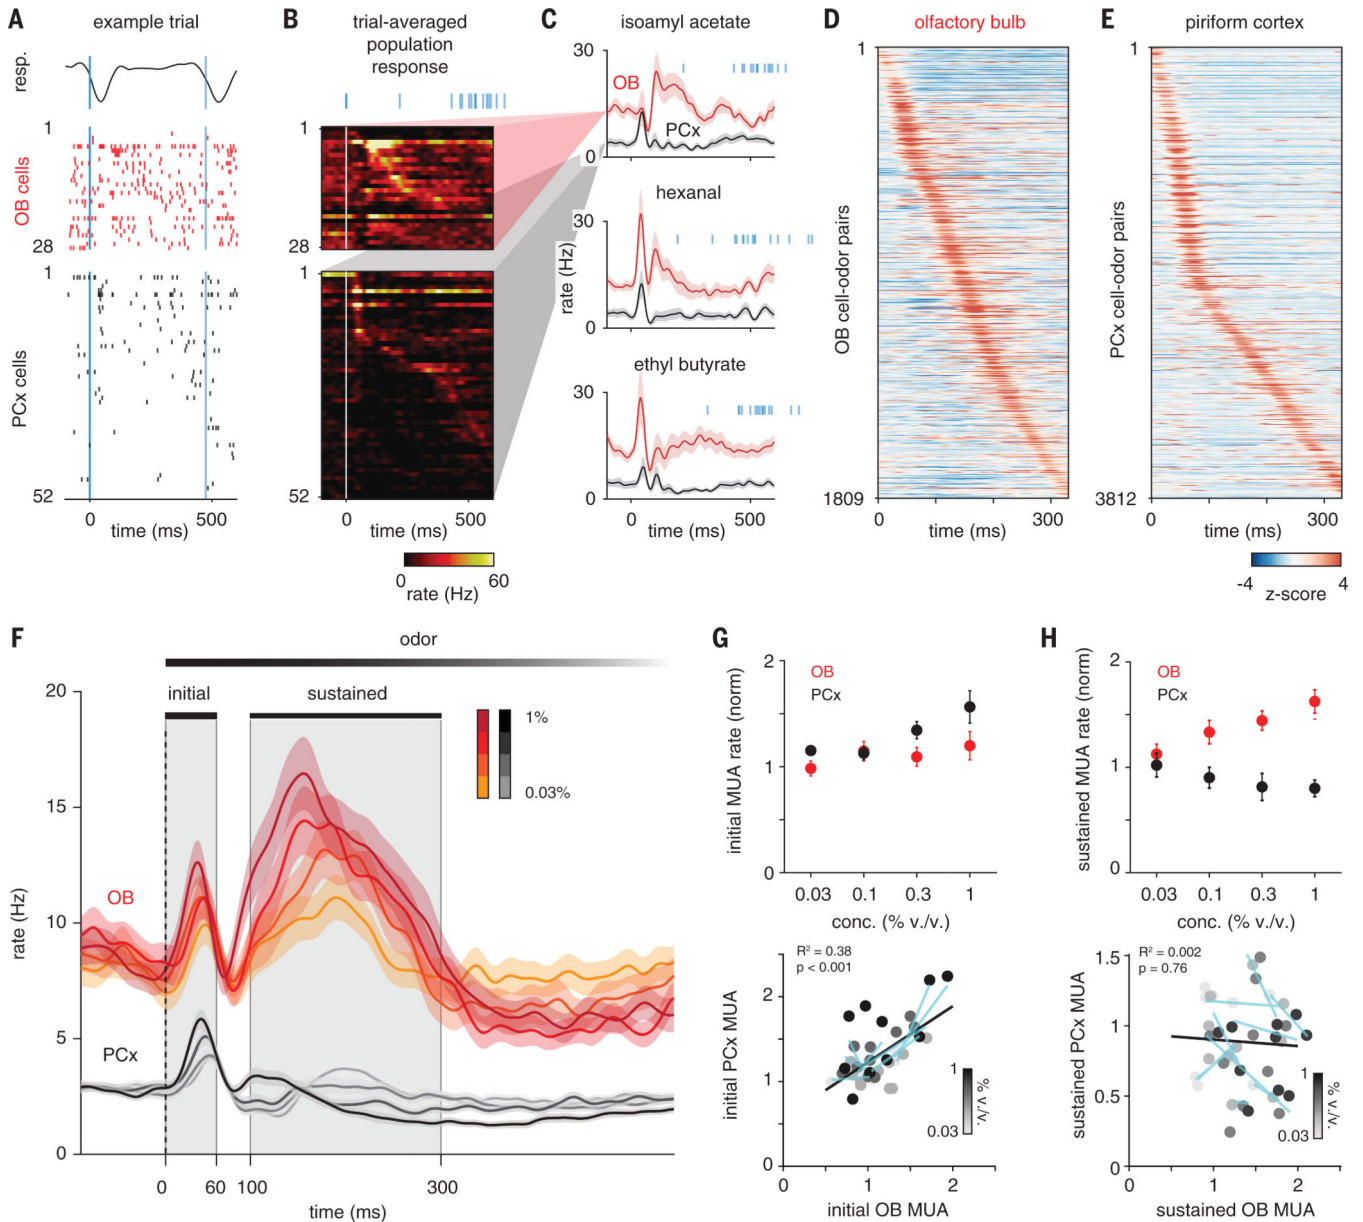 A
example trial
resp.
1
OB cells
28
1
PCx cells
52
0
500
time (ms)
B
trial-averaged
population
response
1
28
1
52
0
500
time (ms)
0
60
rate (Hz)
C
isoamyl acetate
30
OB
PCx
0
hexanal
30
rate (Hz)
0
ethyl butyrate
30
0
0
500
time (ms)
D
olfactory bulb
1
OB cell-odor pairs
1809
0
300
time (ms)
E
piriform cortex
1
PCx cell-odor pairs
3812
0
300
time (ms)
-4
4
z-score
F
odor
initial
sustained
20
15
10
5
0
rate (Hz)
1%
0.03%
OB
PCx
0
60
100
300
time (ms)
G
2
1
0
initial MUA rate (norm)
OB
PCx
0.03
0.1
0.3
1
conc. (% v./v.)
R² = 0.38
p < 0.001
2
1
0
initial PCx MUA
1
0.03
% v./v.
0
1
2
initial OB MUA
H
2
1
0
sustained MUA rate (norm)
OB
PCx
0.03
0.1
0.3
1
conc. (% v./v.)
R² = 0.002
p = 0.76
1.5
1
0.5
0
sustained PCx MUA
1
0.03
% v./v.
0
1
2
sustained OB MUA